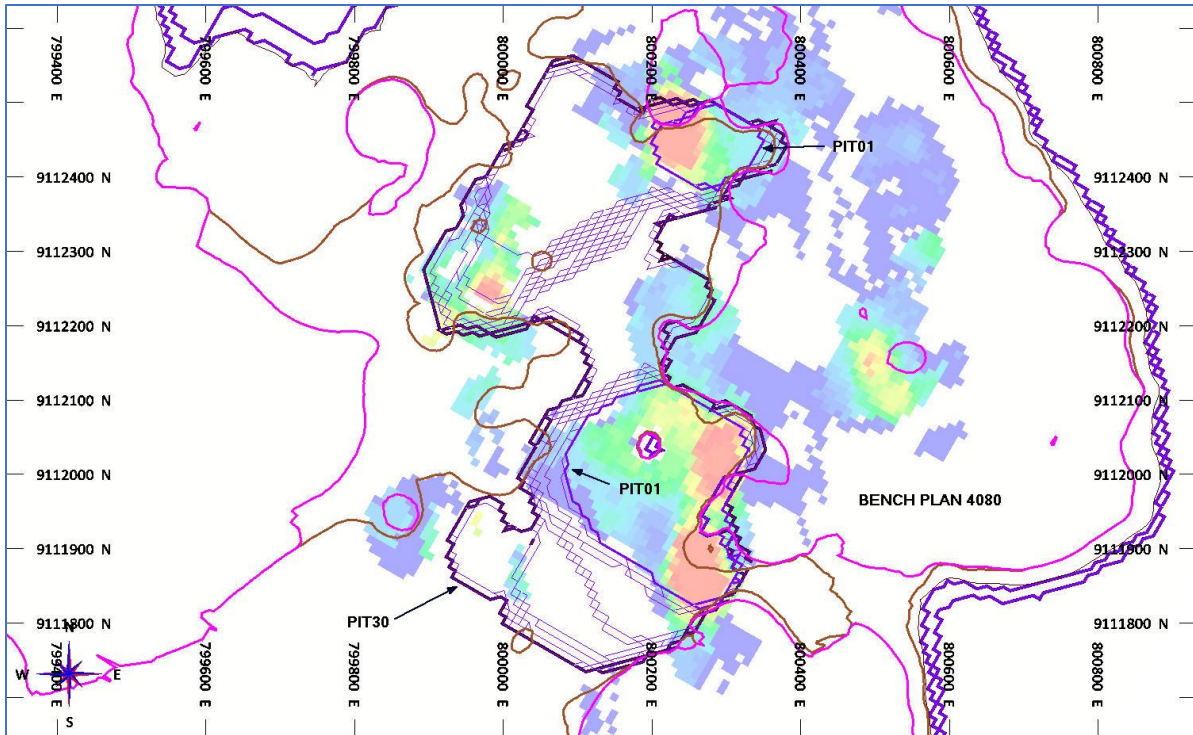 799400 E
799600 E
799800 E
800000 E
800200 E
800400 E
800600 E
800800 E
PIT01
9112400 N
9112400 N
9112300 N
9112300 N
9112200 N
9112200 N
9112100 N
9112100 N
9112000 N
9112000 N
PIT01
BENCH PLAN 4080
9111900 N
9111900 N
PIT30
9111800 N
9111800 N
N
W
E
S
799400 E
799600 E
799800 E
800000 E
800200 E
800400 E
800600 E
800800 E